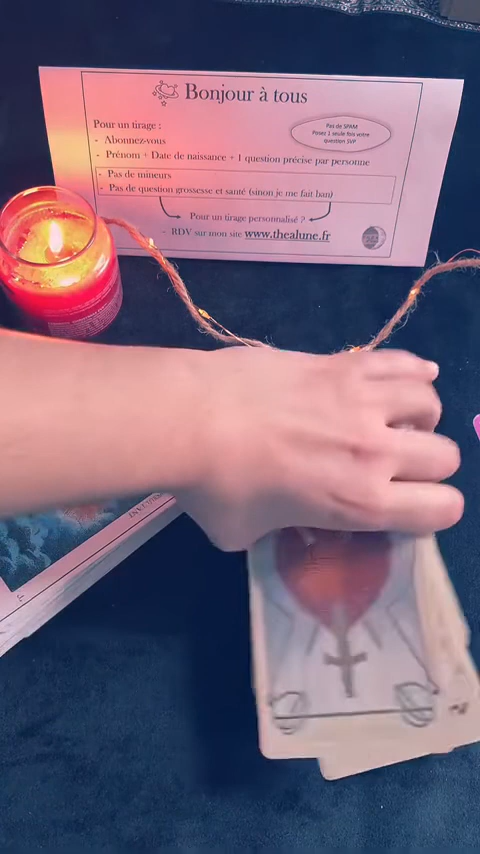 Bonjour à tous
Pour un tirage :
- Abonnez-vous
- Prénom + Date de naissance + 1 question précise par personne
Pas de SPAM
Posez 1 seule fois votre
question SVP
- Pas de mineurs
- Pas de question grossesse et santé (sinon je me fait ban)
Pour un tirage personnalisé ?
- RDV sur mon site www.thealune.fr